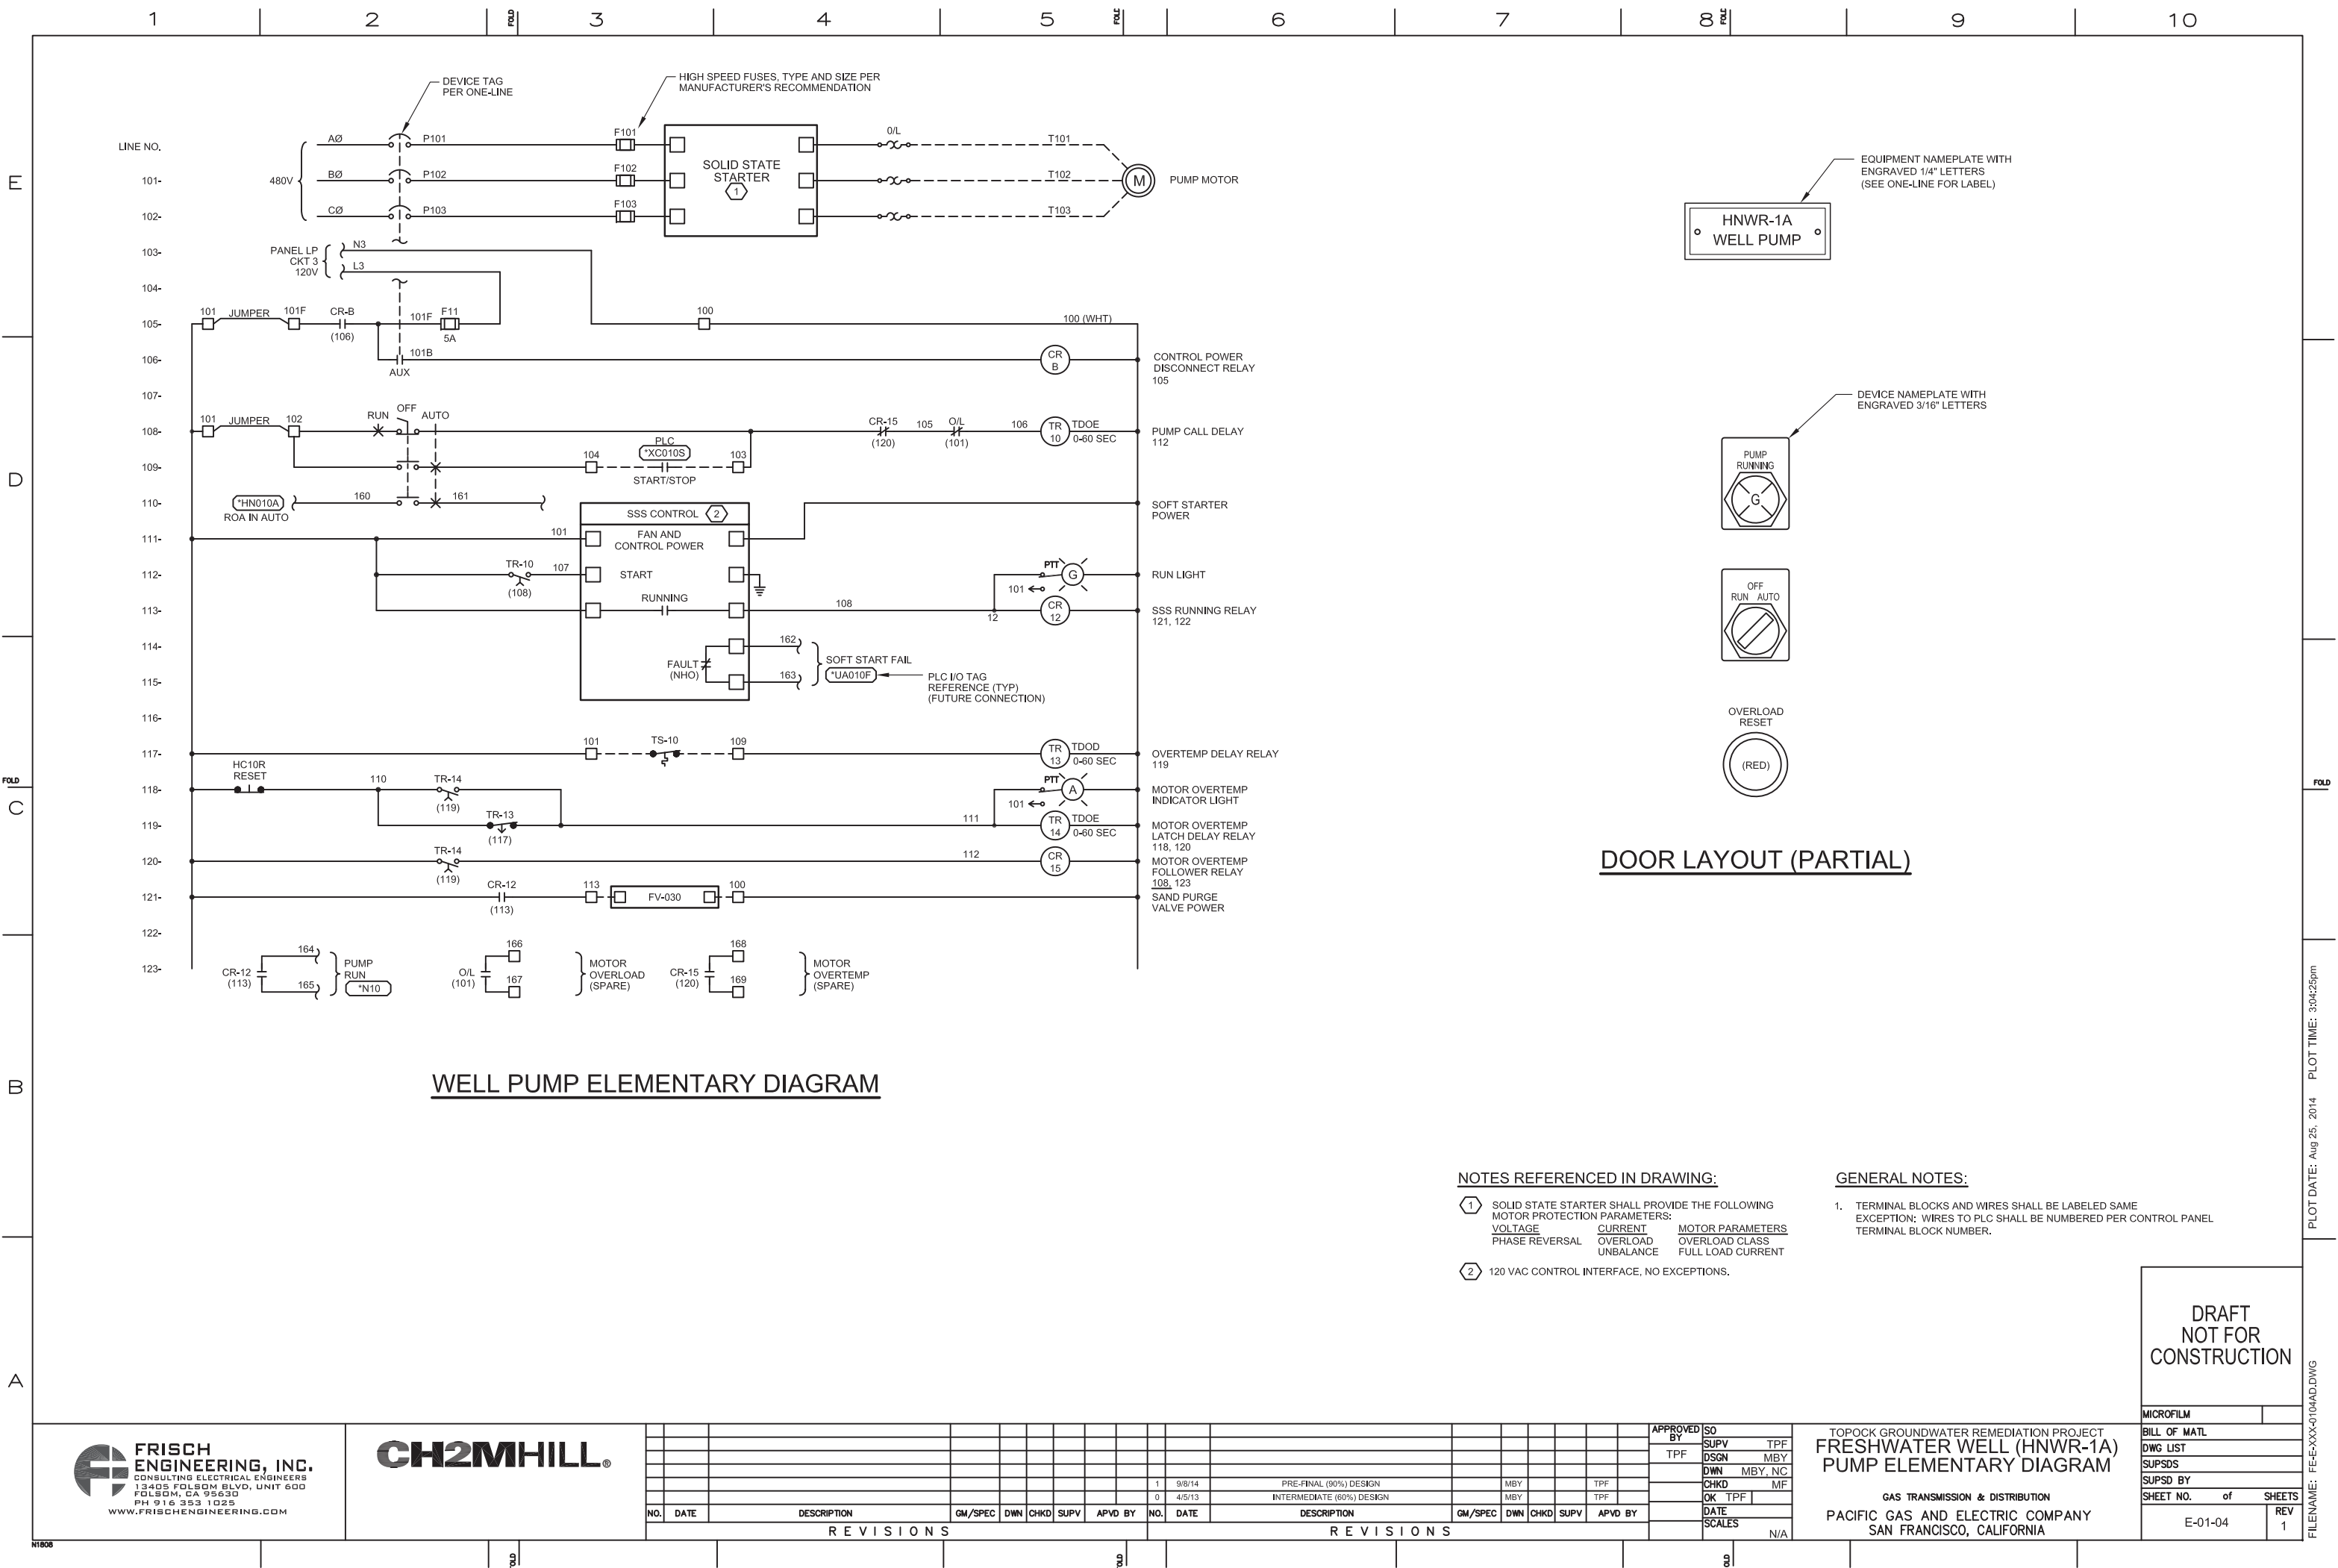 1 2 3 4 5 6 7 8 9 10
FOLD FOLD FOLD
E
D
C
B
A
FOLD
FOLD
DEVICE TAG
PER ONE-LINE
HIGH SPEED FUSES, TYPE AND SIZE PER
MANUFACTURER'S RECOMMENDATION
LINE NO.
101-
102-
103-
104-
105-
106-
107-
108-
109-
110-
111-
112-
113-
114-
115-
116-
117-
118-
119-
120-
121-
122-
123-
480V
AØ P101 F101
BØ P102 F102
CØ P103 F103
SOLID STATE
STARTER
1
0/L
T101
T102
T103
M
PUMP MOTOR
PANEL LP
CKT 3
120V
N3
L3
101 JUMPER 101F CR-B
(106)
101F F11
5A
100
100 (WHT)
101B
AUX
CR
B
CONTROL POWER
DISCONNECT RELAY
105
101 JUMPER 102 RUN OFF AUTO
CR-15
(120)
105 O/L
(101)
106 TR
10
TDOE
0-60 SEC
PUMP CALL DELAY
112
104 PLC
*XC010S
103
START/STOP
*HN010A
ROA IN AUTO
160 161
SOFT STARTER
POWER
SSS CONTROL 2
101 FAN AND
CONTROL POWER
TR-10
(108)
107 START
RUNNING
PTT G
101
RUN LIGHT
108 12
CR
12
SSS RUNNING RELAY
121, 122
FAULT
(NHO)
162
163
SOFT START FAIL
*UA010F
PLC I/O TAG
REFERENCE (TYP)
(FUTURE CONNECTION)
101 TS-10 109
TR
13
TDOD
0-60 SEC
OVERTEMP DELAY RELAY
119
HC10R
RESET
110 TR-14
(119)
PTT A
101
MOTOR OVERTEMP
INDICATOR LIGHT
TR-13
(117)
111 TR
14
TDOE
0-60 SEC
MOTOR OVERTEMP
LATCH DELAY RELAY
118, 120
TR-14
(119)
112 CR
15
MOTOR OVERTEMP
FOLLOWER RELAY
108, 123
CR-12
(113)
113 FV-030 100
SAND PURGE
VALVE POWER
CR-12
(113)
164
165
PUMP
RUN
*N10
O/L
(101)
166
167
MOTOR
OVERLOAD
(SPARE)
CR-15
(120)
168
169
MOTOR
OVERTEMP
(SPARE)
WELL PUMP ELEMENTARY DIAGRAM
EQUIPMENT NAMEPLATE WITH
ENGRAVED 1/4" LETTERS
(SEE ONE-LINE FOR LABEL)
HNWR-1A
WELL PUMP
DEVICE NAMEPLATE WITH
ENGRAVED 3/16" LETTERS
PUMP
RUNNING
G
OFF
RUN AUTO
OVERLOAD
RESET
(RED)
DOOR LAYOUT (PARTIAL)
NOTES REFERENCED IN DRAWING:
1 SOLID STATE STARTER SHALL PROVIDE THE FOLLOWING
MOTOR PROTECTION PARAMETERS:
VOLTAGE CURRENT MOTOR PARAMETERS
PHASE REVERSAL OVERLOAD OVERLOAD CLASS
UNBALANCE FULL LOAD CURRENT
2 120 VAC CONTROL INTERFACE, NO EXCEPTIONS.
GENERAL NOTES:
1. TERMINAL BLOCKS AND WIRES SHALL BE LABELED SAME
EXCEPTION: WIRES TO PLC SHALL BE NUMBERED PER CONTROL PANEL
TERMINAL BLOCK NUMBER.
DRAFT
NOT FOR
CONSTRUCTION
FRISCH
ENGINEERING, INC.
CONSULTING ELECTRICAL ENGINEERS
13405 FOLSOM BLVD, UNIT 600
FOLSOM, CA 95630
PH 916 353 1025
WWW.FRISCHENGINEERING.COM
CH2MHILL®
1 9/8/14 PRE-FINAL (90%) DESIGN MBY TPF
0 4/5/13 INTERMEDIATE (60%) DESIGN MBY TPF
NO. DATE DESCRIPTION GM/SPEC DWN CHKD SUPV APVD BY NO. DATE DESCRIPTION GM/SPEC DWN CHKD SUPV APVD BY
REVISIONS REVISIONS
APPROVED BY
TPF
SO
SUPV TPF
DSGN MBY
DWN MBY, NC
CHKD MF
OK TPF
DATE
SCALES N/A
TOPOCK GROUNDWATER REMEDIATION PROJECT
FRESHWATER WELL (HNWR-1A)
PUMP ELEMENTARY DIAGRAM
GAS TRANSMISSION & DISTRIBUTION
PACIFIC GAS AND ELECTRIC COMPANY
SAN FRANCISCO, CALIFORNIA
MICROFILM
BILL OF MATL
DWG LIST
SUPSDS
SUPSD BY
SHEET NO. of SHEETS
E-01-04
REV
1
FILENAME: FE-E-XXX-0104AD.DWG
PLOT DATE: Aug 25, 2014 PLOT TIME: 3:04:25pm
N1808
FOLD FOLD FOLD